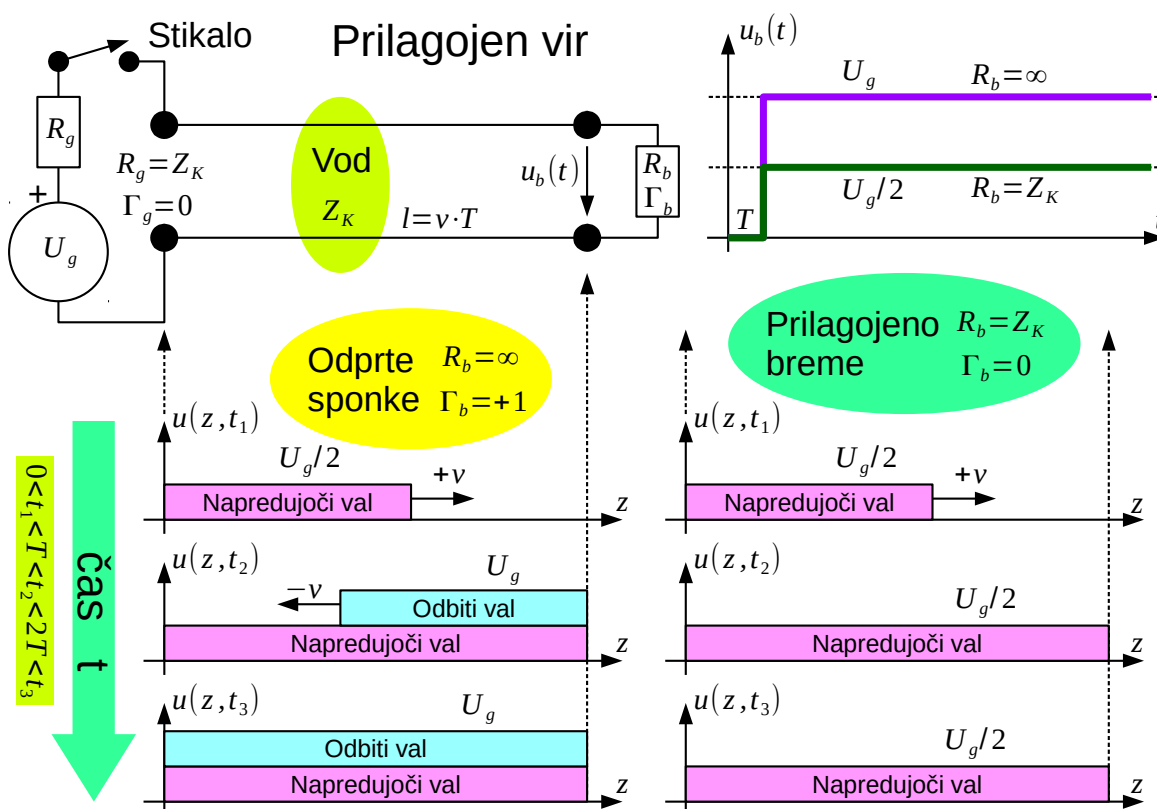 Stikalo
Prilagojen vir
R_g
+
U_g
R_g=Z_K
Γ_g=0
Vod
Z_K
l=v·T
u_b(t)
R_b
Γ_b
u_b(t)
U_g R_b=∞
U_g/2 R_b=Z_K
T
Odprte sponke
R_b=∞
Γ_b=+1
Prilagojeno breme
R_b=Z_K
Γ_b=0
čas t
0<t_1<T<t_2<2T<t_3
u(z,t_1)
U_g/2
+v
Napredujoči val
z
u(z,t_2)
U_g
−v
Odbiti val
Napredujoči val
z
u(z,t_3)
U_g
Odbiti val
Napredujoči val
z
u(z,t_1)
U_g/2
+v
Napredujoči val
z
u(z,t_2)
U_g/2
Napredujoči val
z
u(z,t_3)
U_g/2
Napredujoči val
z